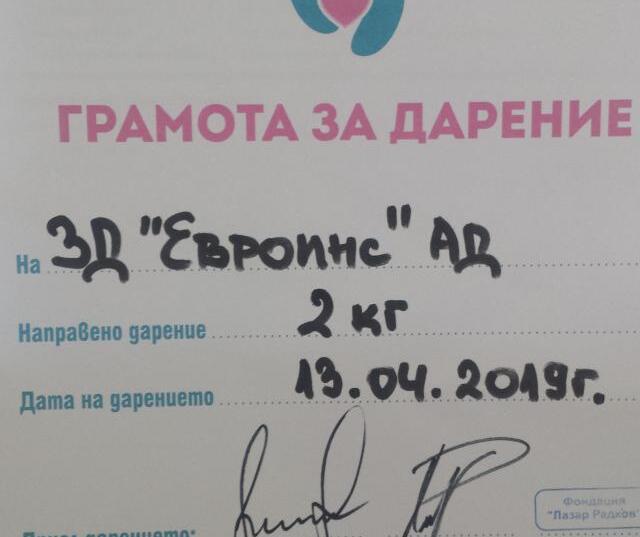 ГРАМОТА ЗА ДАРЕНИЕ
На ЗД "Евроинс" АД
Направено дарение 2 кг
Дата на дарението 13.04.2019г.
Фондация
"Лазар Радков"